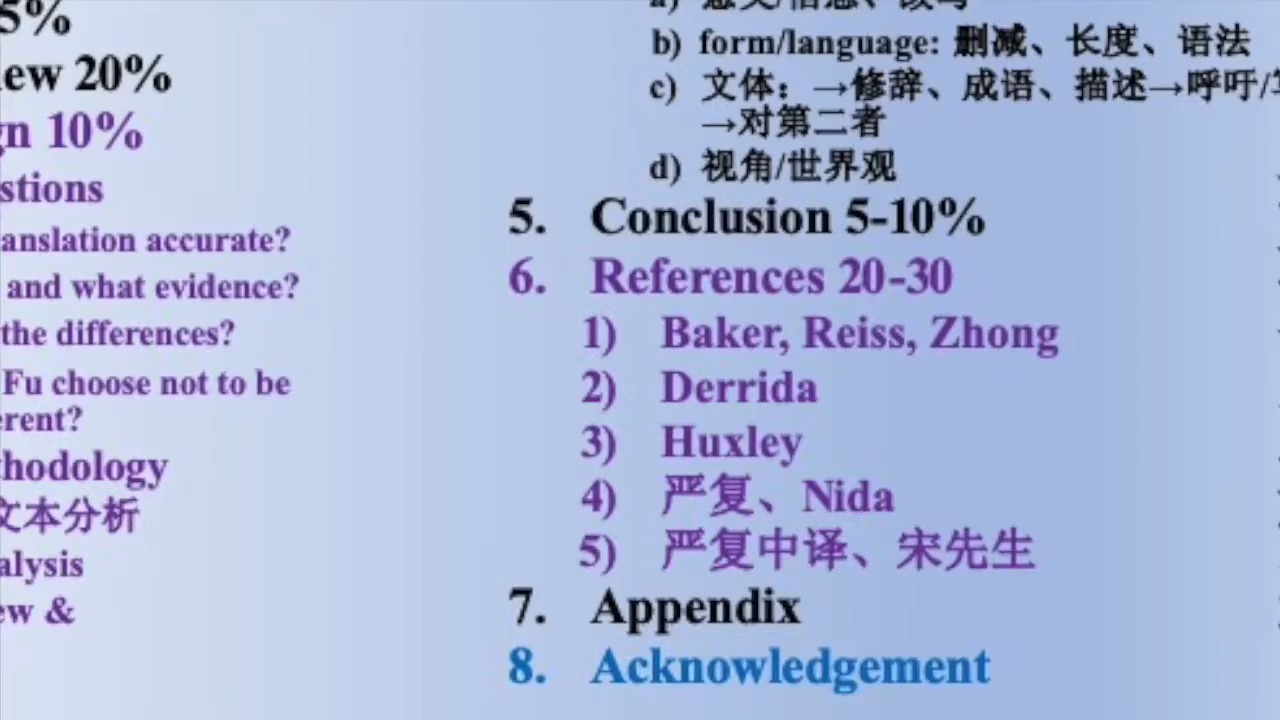 5%
ew 20%
gn 10%
stions
anslation accurate?
and what evidence?
the differences?
Fu choose not to be
erent?
thodology
文本分析
alysis
ew &
b) form/language: 删减、长度、语法
c) 文体：→修辞、成语、描述→呼吁/
→对第二者
d) 视角/世界观
5. Conclusion 5-10%
6. References 20-30
1) Baker, Reiss, Zhong
2) Derrida
3) Huxley
4) 严复、Nida
5) 严复中译、宋先生
7. Appendix
8. Acknowledgement